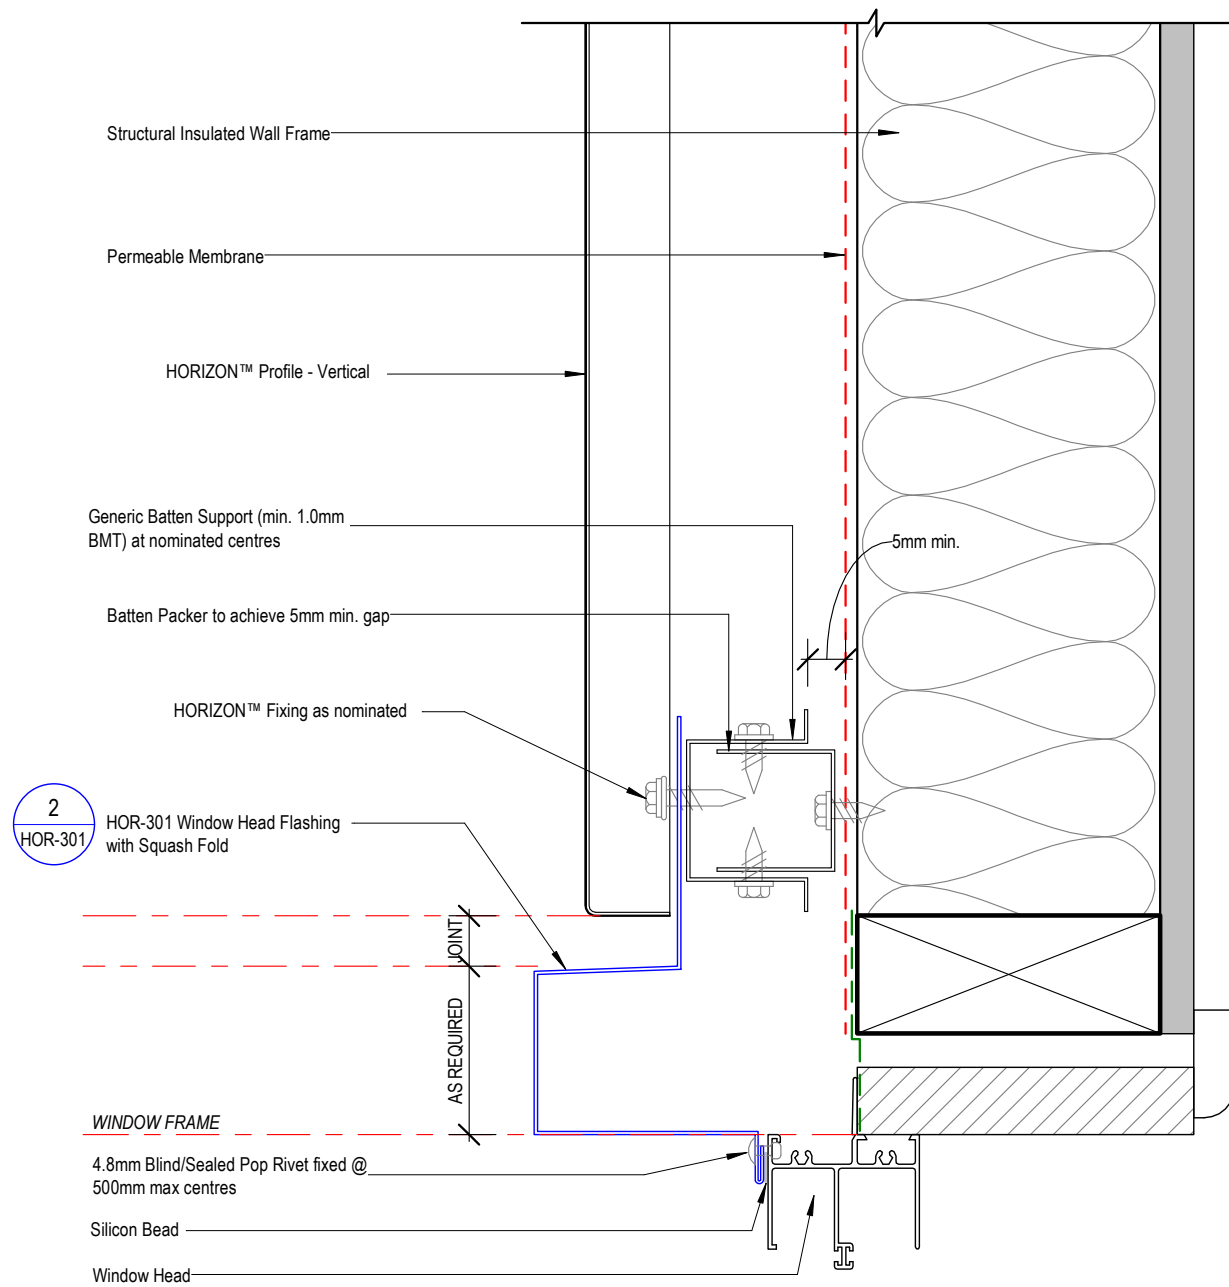 Structural Insulated Wall Frame
Permeable Membrane
HORIZON™ Profile - Vertical
Generic Batten Support (min. 1.0mm
BMT) at nominated centres
5mm min.
Batten Packer to achieve 5mm min. gap
HORIZON™ Fixing as nominated
2
HOR-301
HOR-301 Window Head Flashing
with Squash Fold
JOINT
AS REQUIRED
WINDOW FRAME
4.8mm Blind/Sealed Pop Rivet fixed @
500mm max centres
Silicon Bead
Window Head